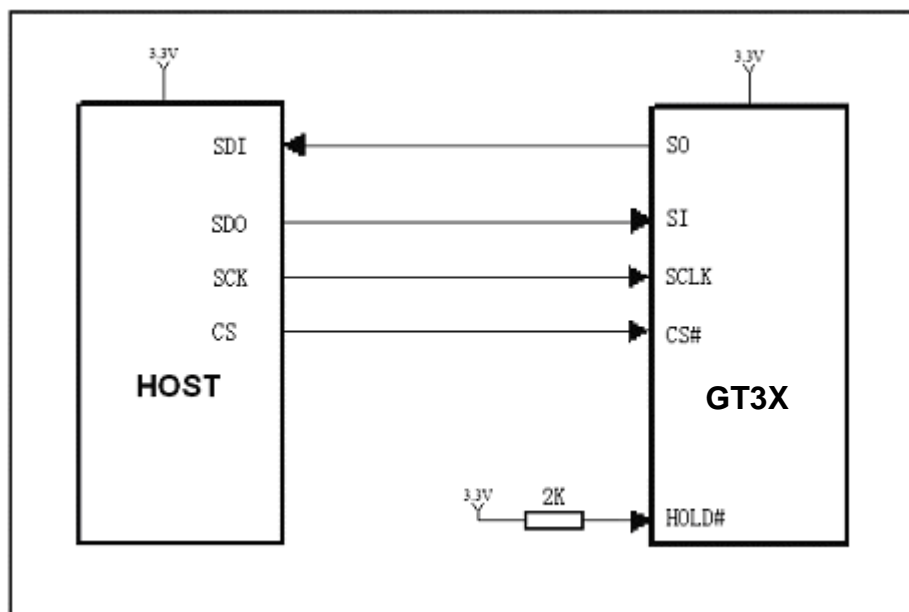 3.3V 3.3V
SDI SO
SDO SI
SCK SCLK
CS CS#
HOST GT3X
3.3V 2K HOLD#